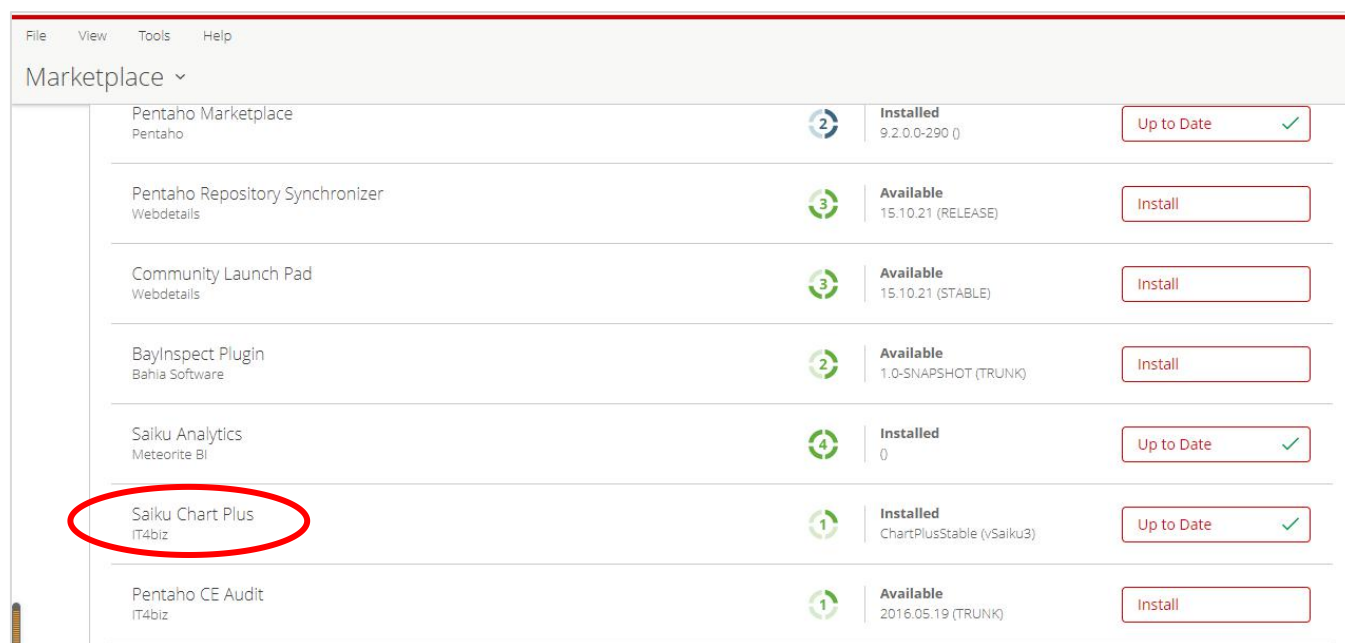 File View Tools Help
Marketplace
Pentaho Marketplace
Pentaho
2
Installed
9.2.0.0-290 ()
Up to Date
Pentaho Repository Synchronizer
Webdetails
3
Available
15.10.21 (RELEASE)
Install
Community Launch Pad
Webdetails
3
Available
15.10.21 (STABLE)
Install
BayInspect Plugin
Bahia Software
2
Available
1.0-SNAPSHOT (TRUNK)
Install
Saiku Analytics
Meteorite BI
4
Installed
()
Up to Date
Saiku Chart Plus
IT4biz
1
Installed
ChartPlusStable (vSaiku3)
Up to Date
Pentaho CE Audit
IT4biz
1
Available
2016.05.19 (TRUNK)
Install